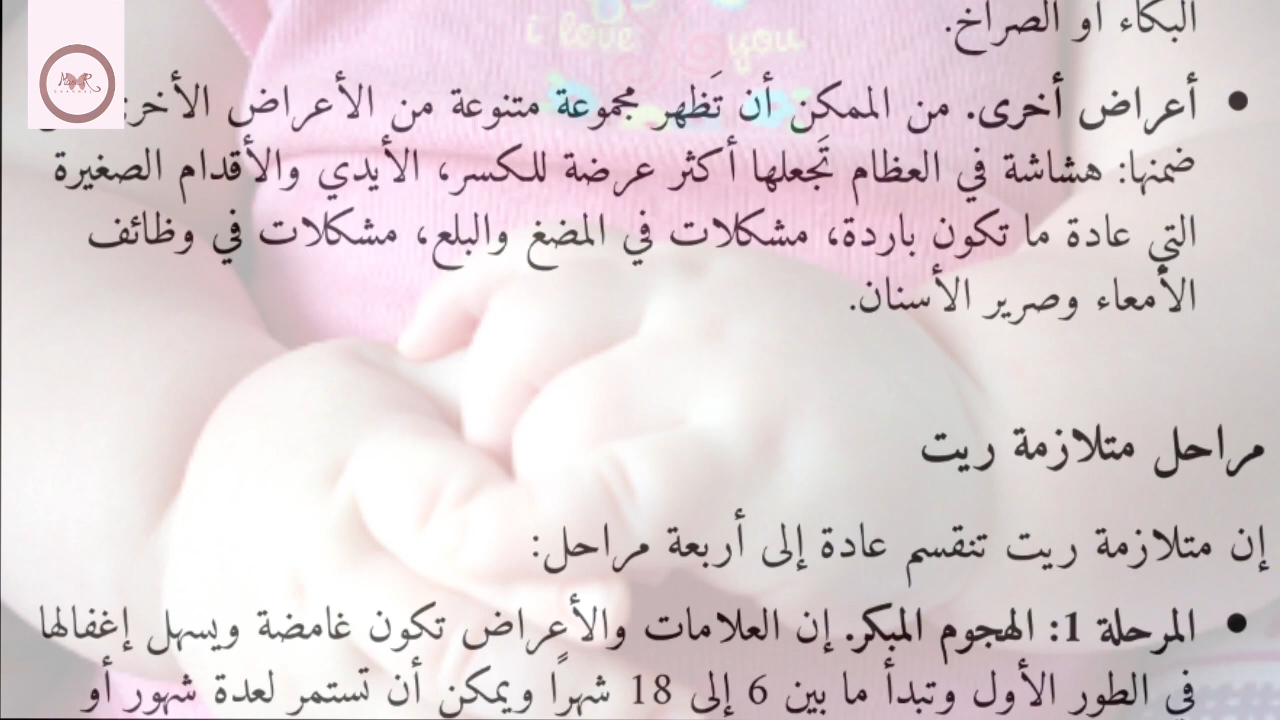 البكاء أو الصراخ.
• أعراض أخرى. من الممكن أن تَظهر مجموعة متنوعة من الأعراض الأخرى
ضمنها: هشاشة في العظام تَجعلها أكثر عرضة للكسر، الأيدي والأقدام الصغيرة
التي عادة ما تكون باردة، مشكلات في المضغ والبلع، مشكلات في وظائف
الأمعاء وصرير الأسنان.
مراحل متلازمة ريت
إن متلازمة ريت تنقسم عادة إلى أربعة مراحل:
• المرحلة 1: الهجوم المبكر. إن العلامات والأعراض تكون غامضة ويسهل إغفالها
في الطور الأول وتبدأ ما بين 6 إلى 18 شهراً ويمكن أن تستمر لعدة شهور أو
i love you